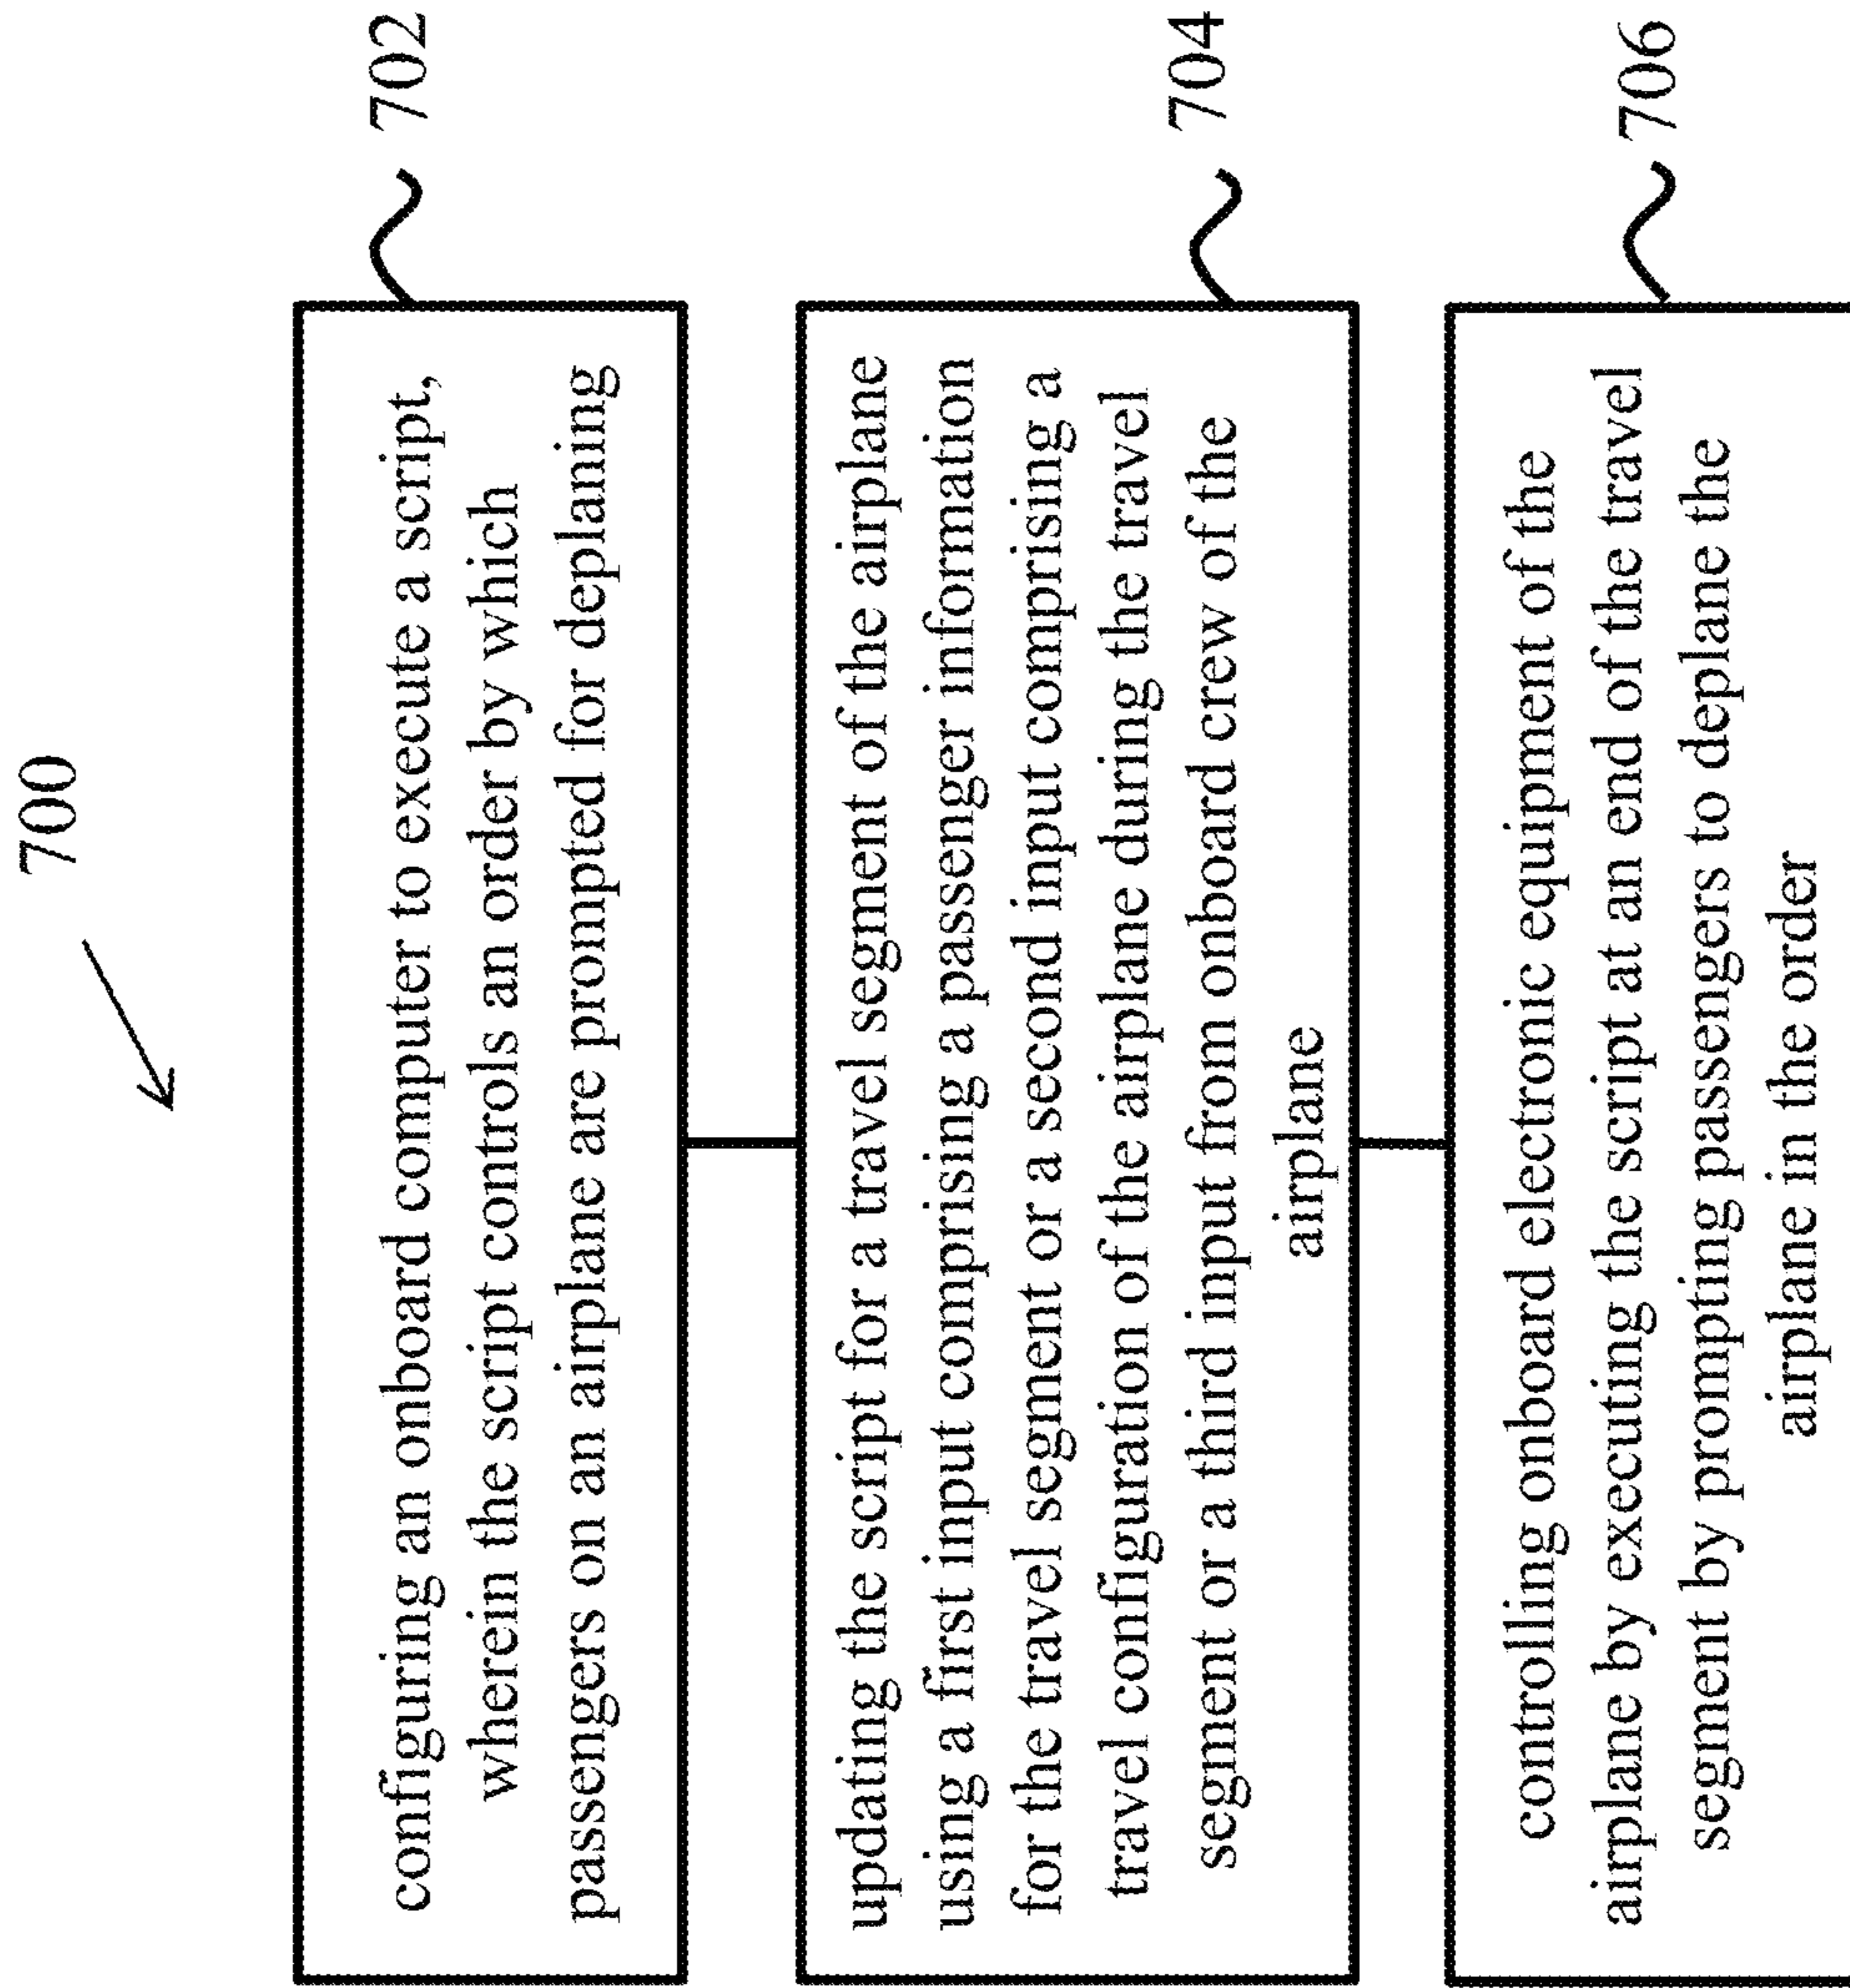 700
configuring an onboard computer to execute a script,
wherein the script controls an order by which
passengers on an airplane are prompted for deplaning
702
updating the script for a travel segment of the airplane
using a first input comprising a passenger information
for the travel segment or a second input comprising a
travel configuration of the airplane during the travel
segment or a third input from onboard crew of the
airplane
704
controlling onboard electronic equipment of the
airplane by executing the script at an end of the travel
segment by prompting passengers to deplane the
airplane in the order
706